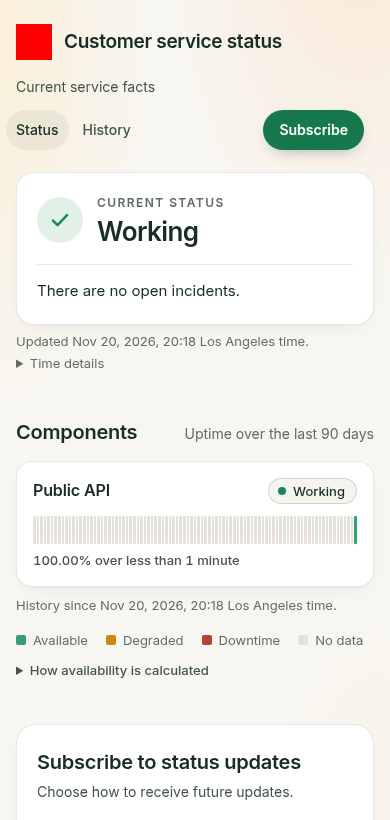 Customer service status
Current service facts
Status
History
Subscribe
CURRENT STATUS
Working
There are no open incidents.
Updated Nov 20, 2026, 20:18 Los Angeles time.
Time details
Components
Uptime over the last 90 days
Public API
Working
100.00% over less than 1 minute
History since Nov 20, 2026, 20:18 Los Angeles time.
Available
Degraded
Downtime
No data
How availability is calculated
Subscribe to status updates
Choose how to receive future updates.